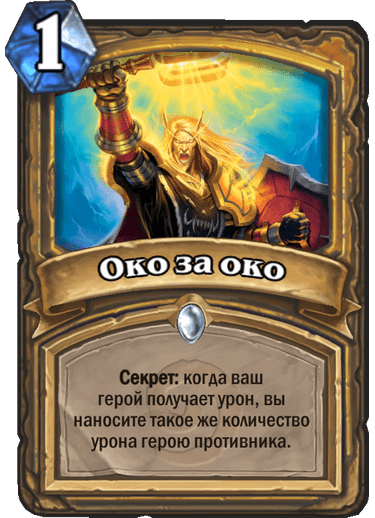 1
Око за око
Секрет: когда ваш
герой получает урон, вы
наносите такое же количество
урона герою противника.